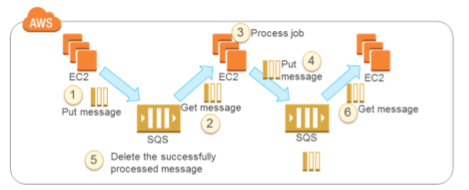 AWS
3 Process job
EC2
EC2
EC2
Put 4
message
1
Put message
Get message
2
6 Get message
SQS
SQS
5 Delete the successfully
processed message